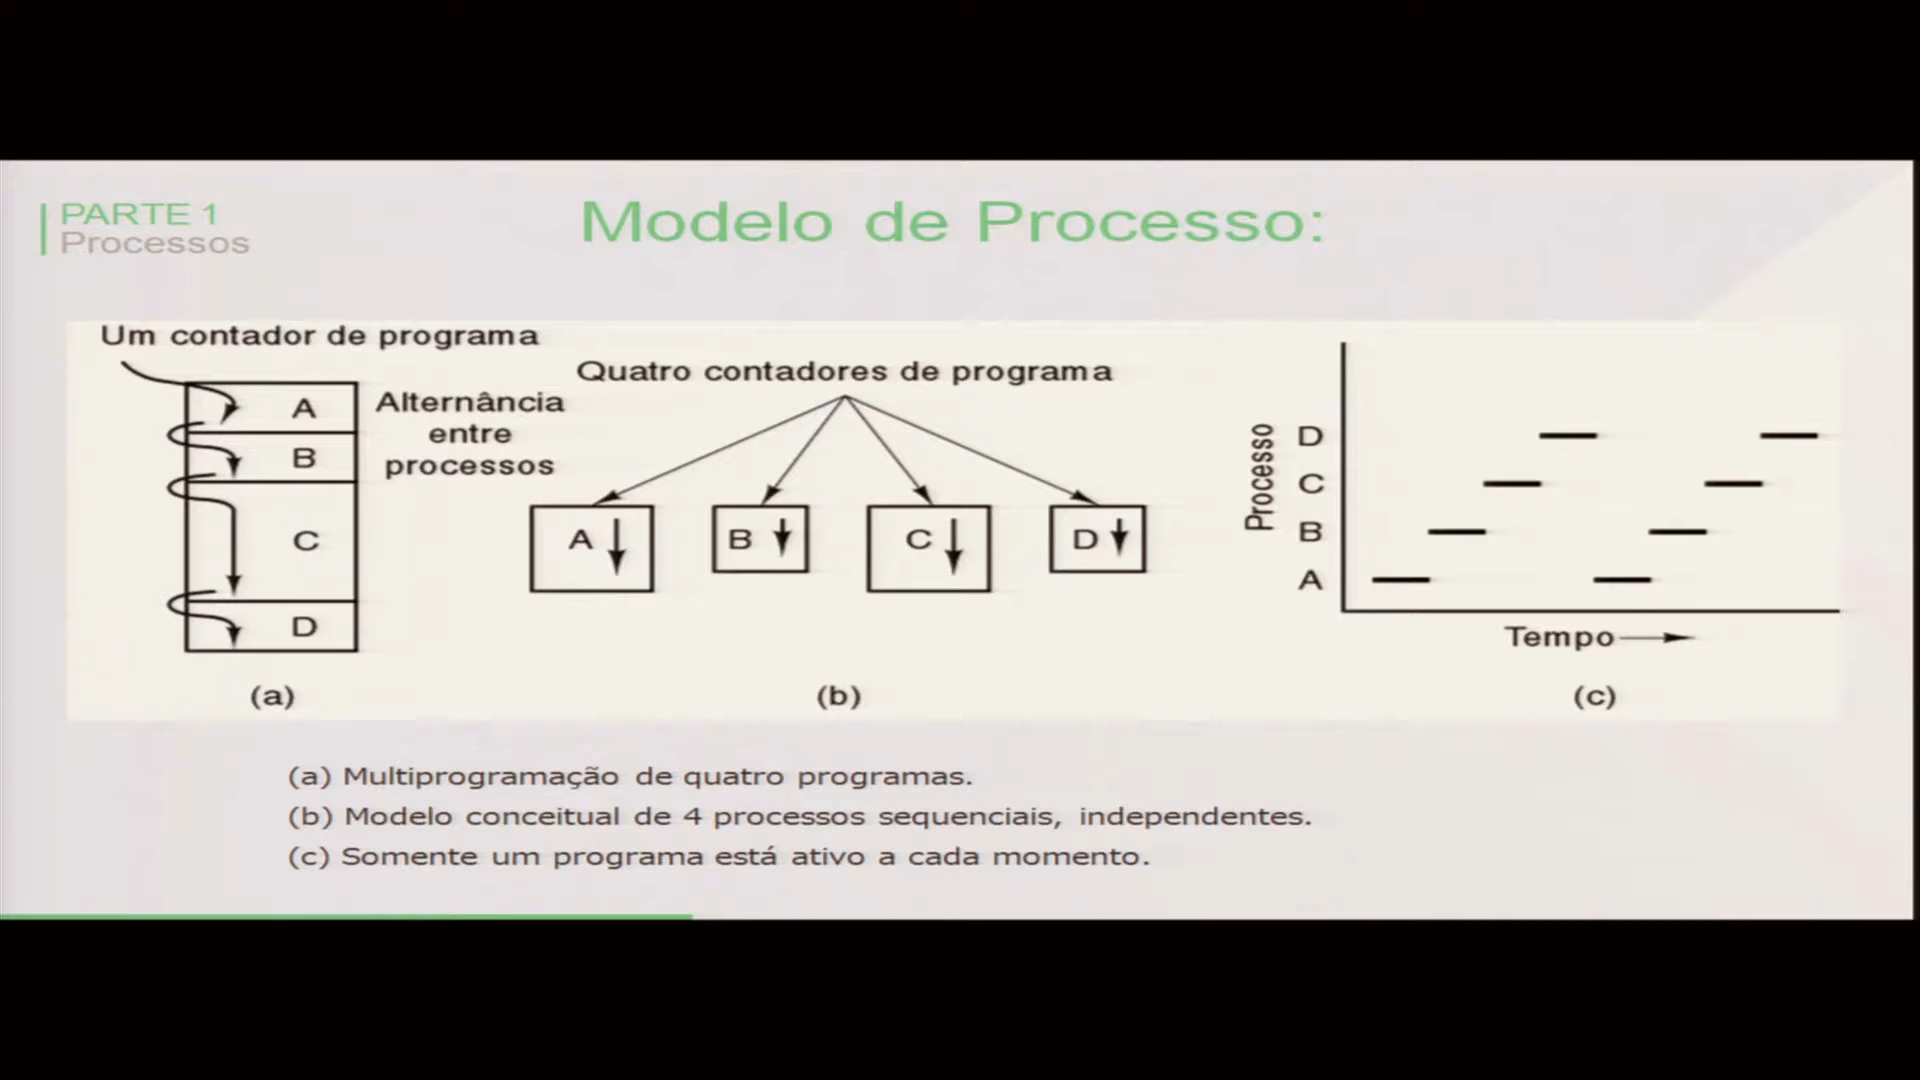 PARTE 1
Processos
Modelo de Processo:
Um contador de programa
A
B
C
D
Alternância
entre
processos
(a)
Quatro contadores de programa
A
B
C
D
(b)
Processo
D
C
B
A
Tempo
(c)
(a) Multiprogramação de quatro programas.
(b) Modelo conceitual de 4 processos sequenciais, independentes.
(c) Somente um programa está ativo a cada momento.